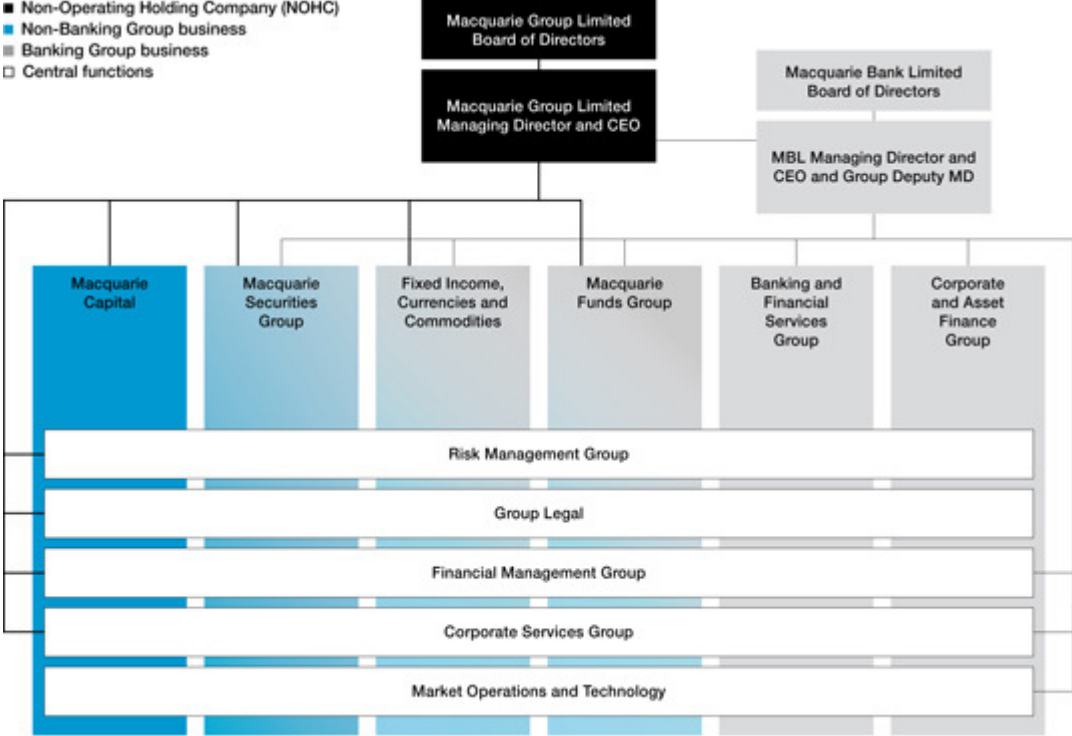 Non-Operating Holding Company (NOHC)
Non-Banking Group business
Banking Group business
Central functions
Macquarie Group Limited
Board of Directors
Macquarie Group Limited
Managing Director and CEO
Macquarie Bank Limited
Board of Directors
MBL Managing Director and
CEO and Group Deputy MD
Macquarie
Capital
Macquarie
Securities
Group
Fixed Income,
Currencies and
Commodities
Macquarie
Funds Group
Banking and
Financial
Services
Group
Corporate
and Asset
Finance
Group
Risk Management Group
Group Legal
Financial Management Group
Corporate Services Group
Market Operations and Technology